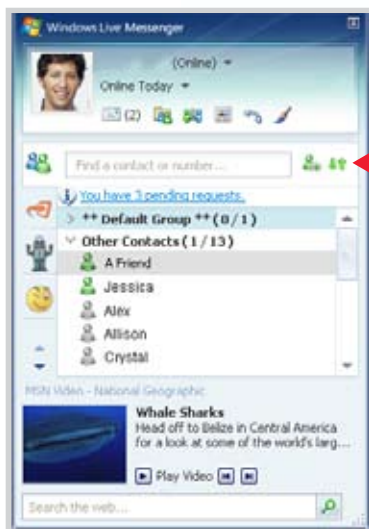 Windows Live Messenger
(Online)
Online Today
(2)
Find a contact or number...
You have 3 pending requests.
** Default Group ** (0/1)
Other Contacts (1/13)
A Friend
Jessica
Alex
Allison
Crystal
MSN Video - National Geographic
Whale Sharks
Head off to Belize in Central America
for a look at some of the world's larg...
Play Video
Search the web...